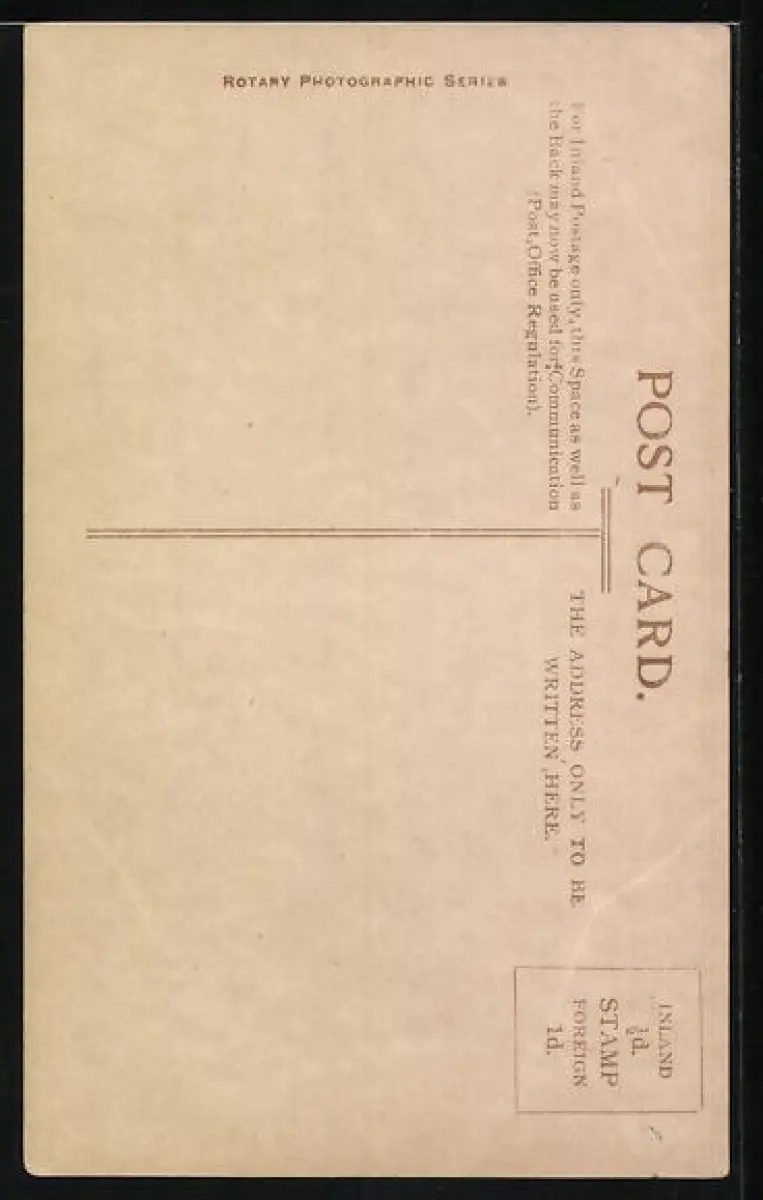 POST CARD.
For Inland Postage only, this Space as well as
the Back may now be used for Communication
(Post Office Regulation).
THE ADDRESS ONLY TO BE
WRITTEN HERE.
INLAND
½d.
STAMP
FOREIGN
1d.
ROTARY PHOTOGRAPHIC SERIES